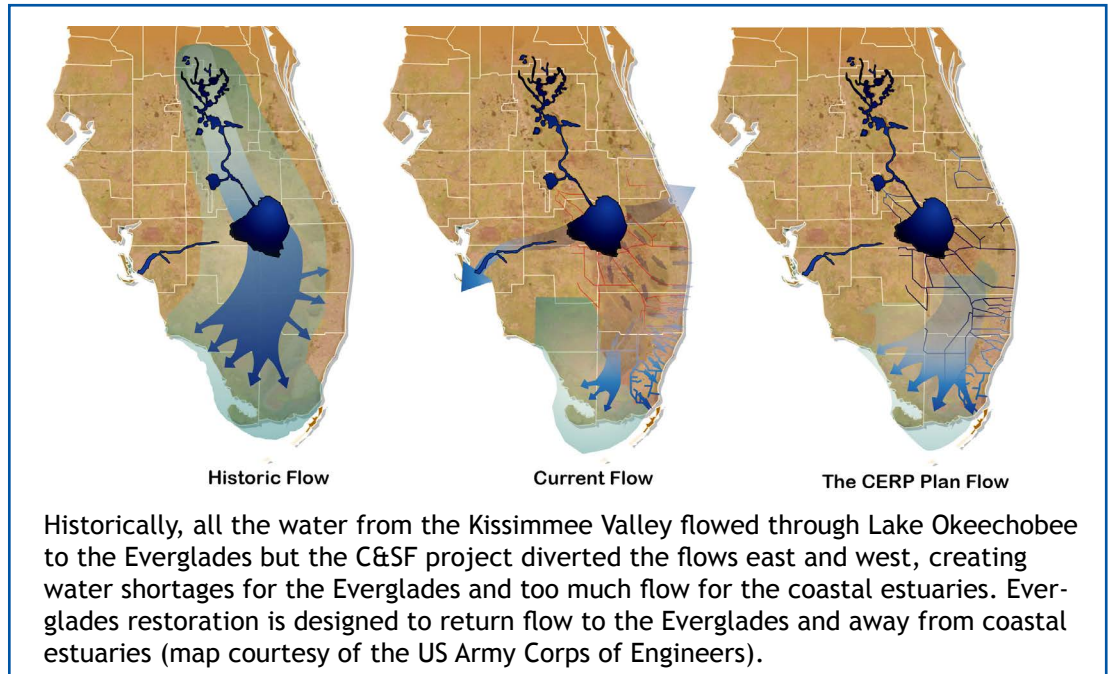 Historic Flow
Current Flow
The CERP Plan Flow
Historically, all the water from the Kissimmee Valley flowed through Lake Okeechobee
to the Everglades but the C&SF project diverted the flows east and west, creating
water shortages for the Everglades and too much flow for the coastal estuaries. Ever-
glades restoration is designed to return flow to the Everglades and away from coastal
estuaries (map courtesy of the US Army Corps of Engineers).